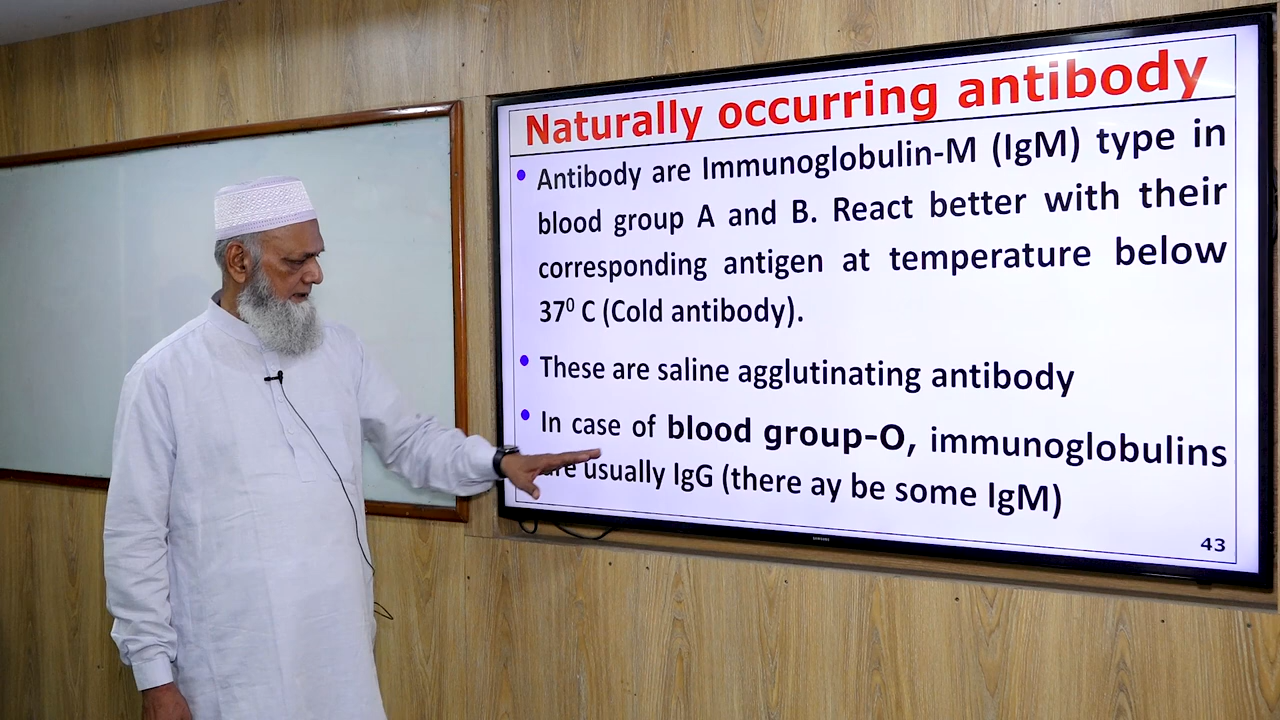 Naturally occurring antibody
• Antibody are Immunoglobulin-M (IgM) type in
blood group A and B. React better with their
corresponding antigen at temperature below
37⁰ C (Cold antibody).
• These are saline agglutinating antibody
• In case of blood group-O, immunoglobulins
are usually IgG (there ay be some IgM)
43
SAMSUNG